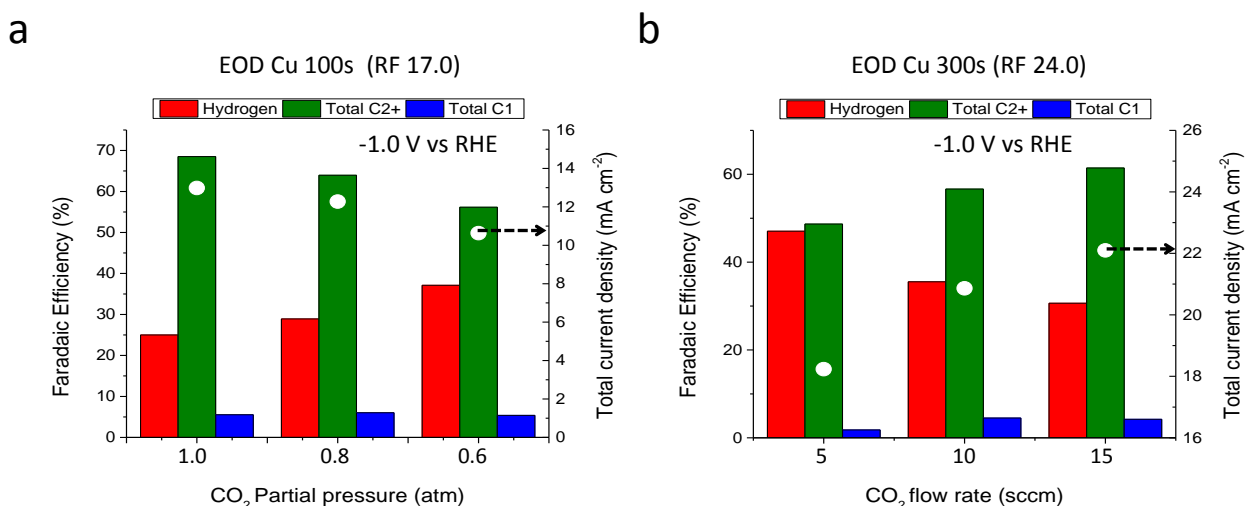 a
EOD Cu 100s (RF 17.0)
Hydrogen Total C2+ Total C1
-1.0 V vs RHE
Faradaic Efficiency (%)
70
60
50
40
30
20
10
0
16
14
12
10
8
6
4
2
0
Total current density (mA cm⁻²)
1.0 0.8 0.6
CO₂ Partial pressure (atm)
b
EOD Cu 300s (RF 24.0)
Hydrogen Total C2+ Total C1
-1.0 V vs RHE
Faradaic Efficiency (%)
60
40
20
0
26
24
22
20
18
16
Total current density (mA cm⁻²)
5 10 15
CO₂ flow rate (sccm)